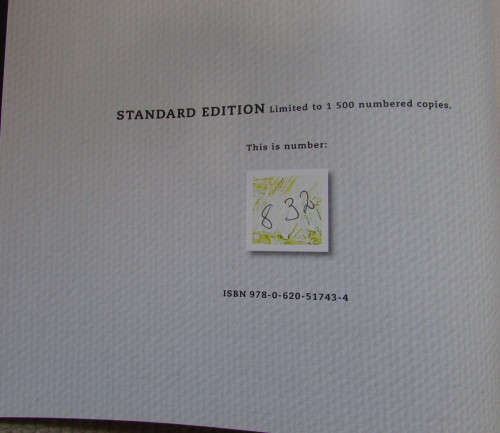 STANDARD EDITION Limited to 1 500 numbered copies.
This is number:
832
ISBN 978-0-620-51743-4